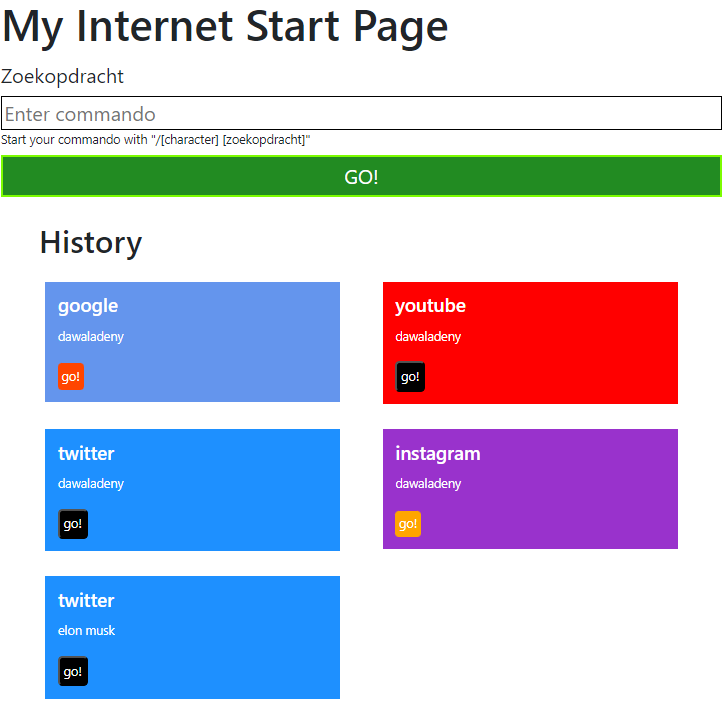 My Internet Start Page
Zoekopdracht
Enter commando
Start your commando with "/[character] [zoekopdracht]"
GO!
History
google
dawaladeny
go!
youtube
dawaladeny
go!
twitter
dawaladeny
go!
instagram
dawaladeny
go!
twitter
elon musk
go!